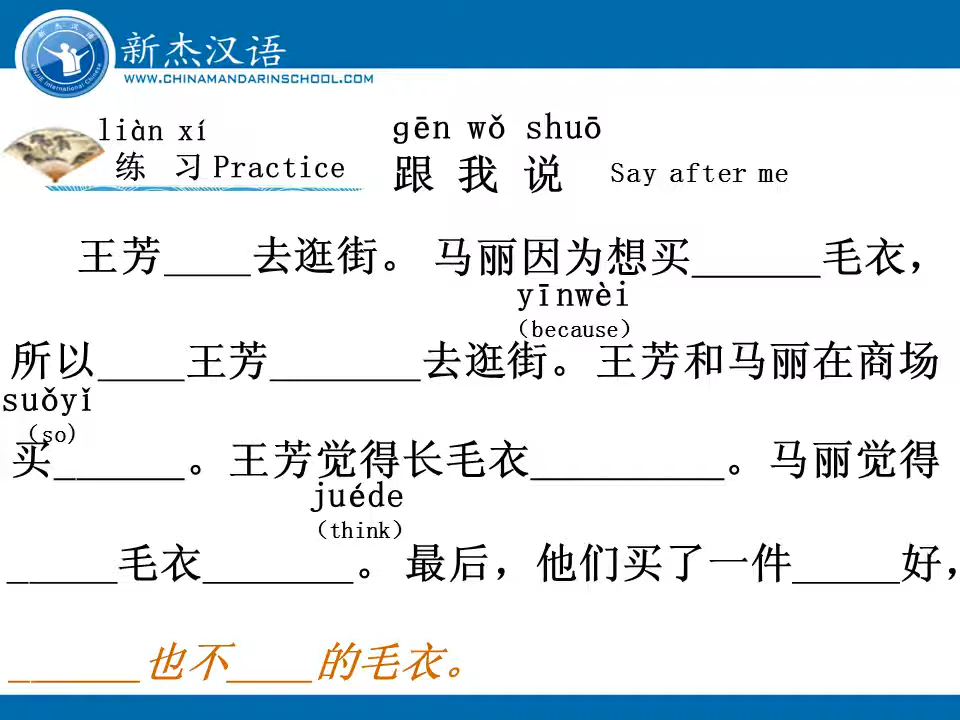 新杰汉语
WWW.CHINAMANDARINSCHOOL.COM
liàn xí
练 习 Practice
gēn wǒ shuō
跟 我 说 Say after me
王芳____去逛街。马丽因为想买______毛衣，
yīnwèi
（because）
所以____王芳_______去逛街。王芳和马丽在商场
suǒyǐ
（so）
买______。王芳觉得长毛衣_________。马丽觉得
juéde
（think）
_____毛衣_______。最后，他们买了一件_____好，
______也不____的毛衣。